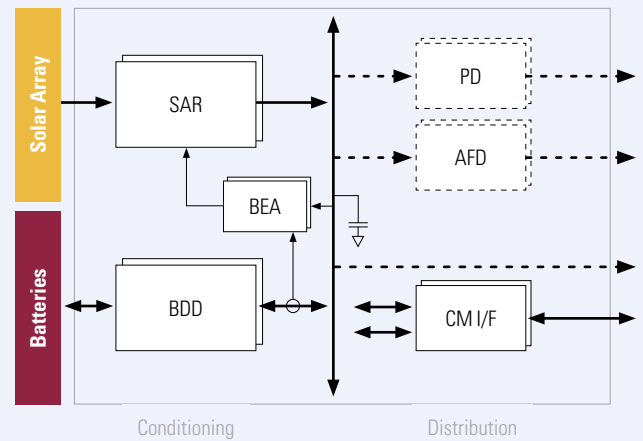 Solar Array
Batteries
SAR
PD
AFD
BEA
BDD
CM I/F
Conditioning
Distribution